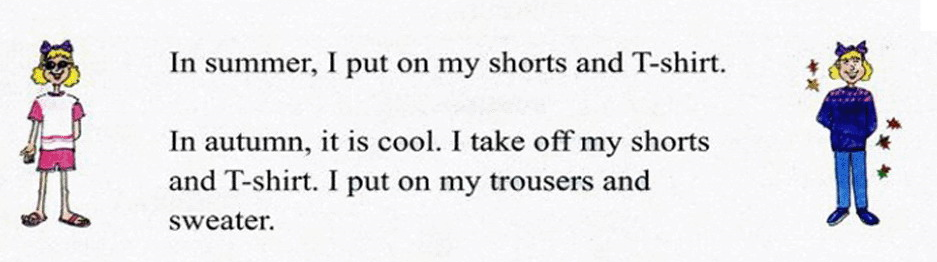 In summer, I put on my shorts and T-shirt.
In autumn, it is cool. I take off my shorts
and T-shirt. I put on my trousers and
sweater.